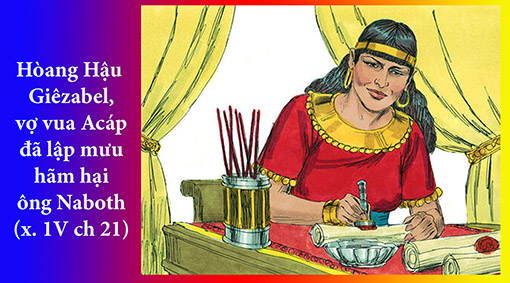 Hòang Hậu
Giêzabel,
vợ vua Acáp
đã lập mưu
hãm hại
ông Naboth
(x. 1V ch 21)